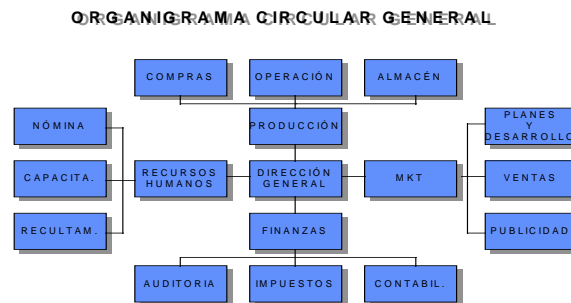 ORGANIGRAMA CIRCULAR GENERAL
COMPRAS
OPERACIÓN
ALMACÉN
NÓMINA
PRODUCCIÓN
PLANES
Y
DESARROLLO
CAPACITA.
RECURSOS
HUMANOS
DIRECCIÓN
GENERAL
MKT
VENTAS
RECULTAM.
FINANZAS
PUBLICIDAD
AUDITORIA
IMPUESTOS
CONTABIL.